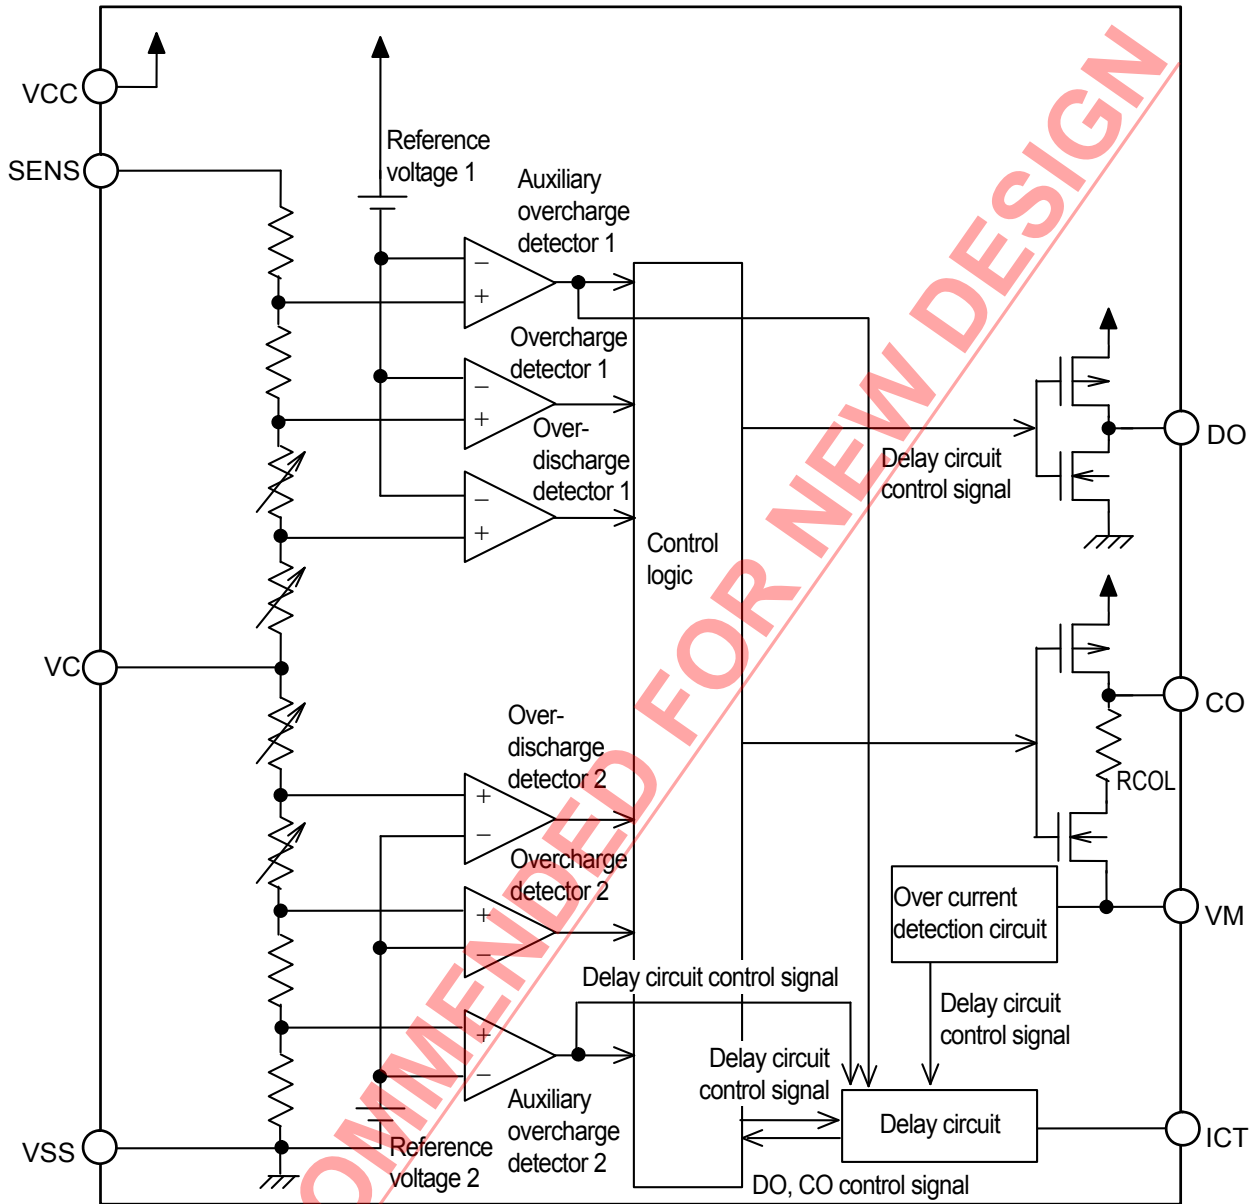 VCC
SENS
Reference
voltage 1
Auxiliary
overcharge
detector 1
−
+
Overcharge
detector 1
−
+
Over-
discharge
detector 1
−
+
Control
logic
Delay circuit
control signal
DO
VC
CO
RCOL
Over-
discharge
detector 2
+
−
Overcharge
detector 2
+
−
Over current
detection circuit
VM
Delay circuit control signal
Delay circuit
control signal
+
−
Delay circuit
control signal
Auxiliary
overcharge
detector 2
Delay circuit
ICT
VSS
Reference
voltage 2
DO, CO control signal
OMMENDED FOR NEW DESIGN